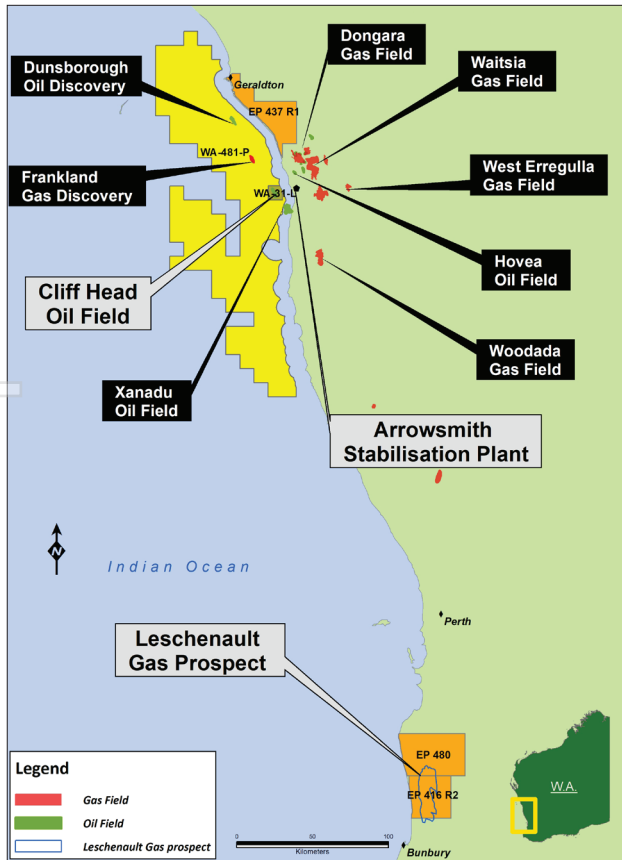 Dongara
Gas Field
Dunsborough
Oil Discovery
Waitsia
Gas Field
Geraldton
EP 437 R1
WA-481-P
Frankland
Gas Discovery
West Erregulla
Gas Field
WA-31-L
Hovea
Oil Field
Cliff Head
Oil Field
Woodada
Gas Field
Xanadu
Oil Field
Arrowsmith
Stabilisation Plant
N
Indian Ocean
Perth
Leschenault
Gas Prospect
EP 480
EP 416 R2
W.A.
Legend
Gas Field
Oil Field
Leschenault Gas prospect
0 50 100
Kilometers
Bunbury